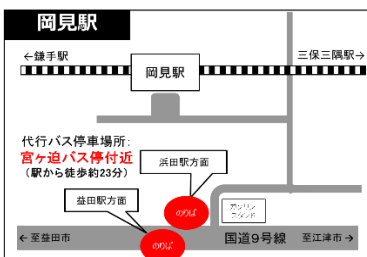 岡見駅
←鎌手駅
三保三隅駅→
岡見駅
代行バス停車場所:
宮ヶ迫バス停付近
(駅から徒歩約23分)
浜田駅方面
益田駅方面
のりば
ガソリン
スタンド
のりば
← 至益田市
国道9号線
至江津市 →